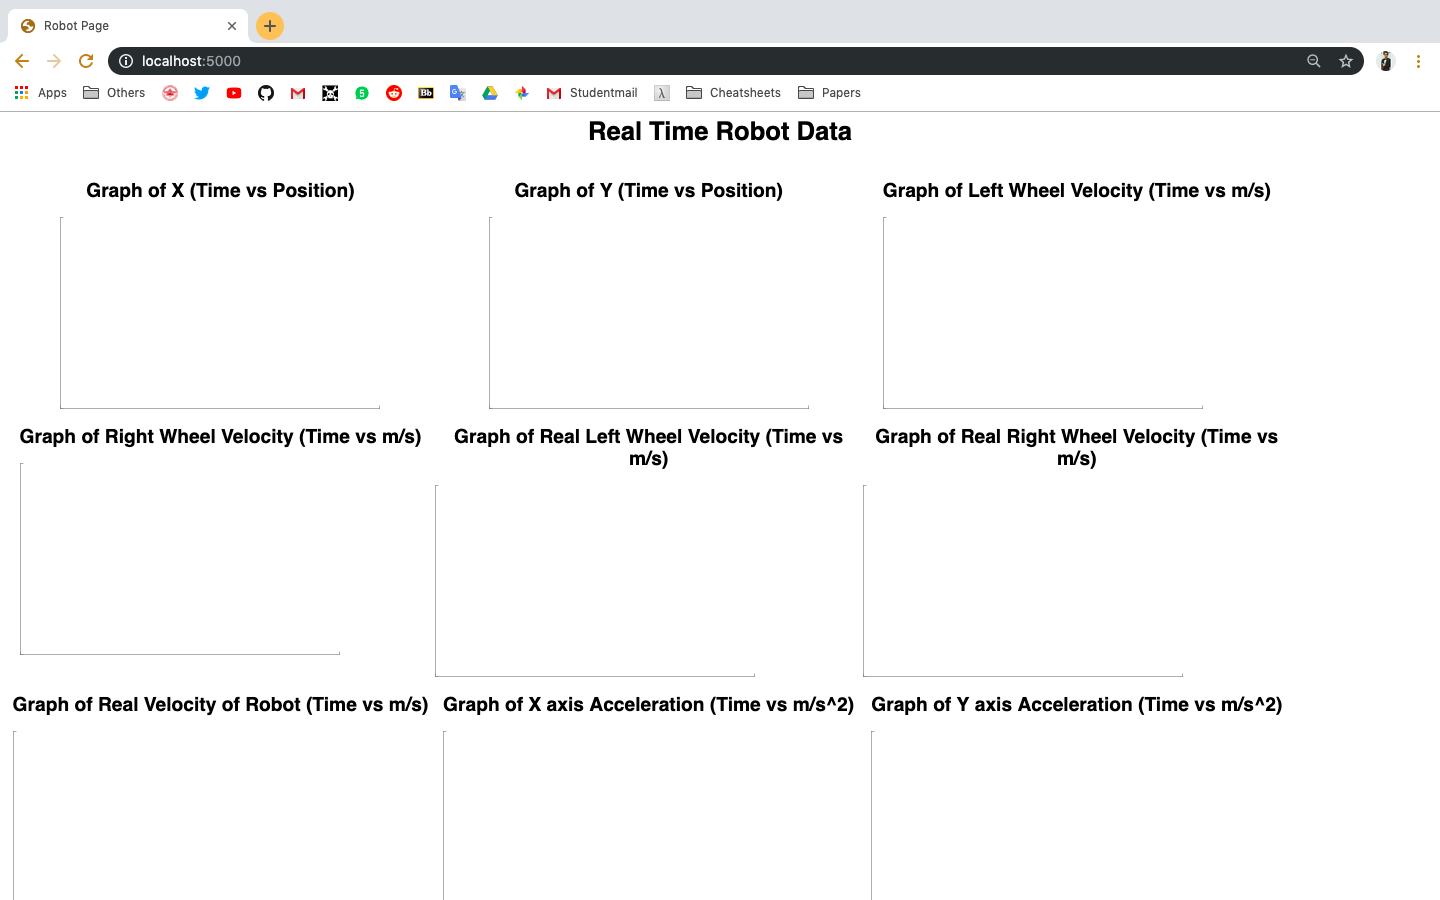 Robot Page
localhost:5000
Apps
Others
5
Bb
G
Studentmail
λ
Cheatsheets
Papers
Real Time Robot Data
Graph of X (Time vs Position)
Graph of Y (Time vs Position)
Graph of Left Wheel Velocity (Time vs m/s)
Graph of Right Wheel Velocity (Time vs m/s)
Graph of Real Left Wheel Velocity (Time vs
m/s)
Graph of Real Right Wheel Velocity (Time vs
m/s)
Graph of Real Velocity of Robot (Time vs m/s)
Graph of X axis Acceleration (Time vs m/s^2)
Graph of Y axis Acceleration (Time vs m/s^2)